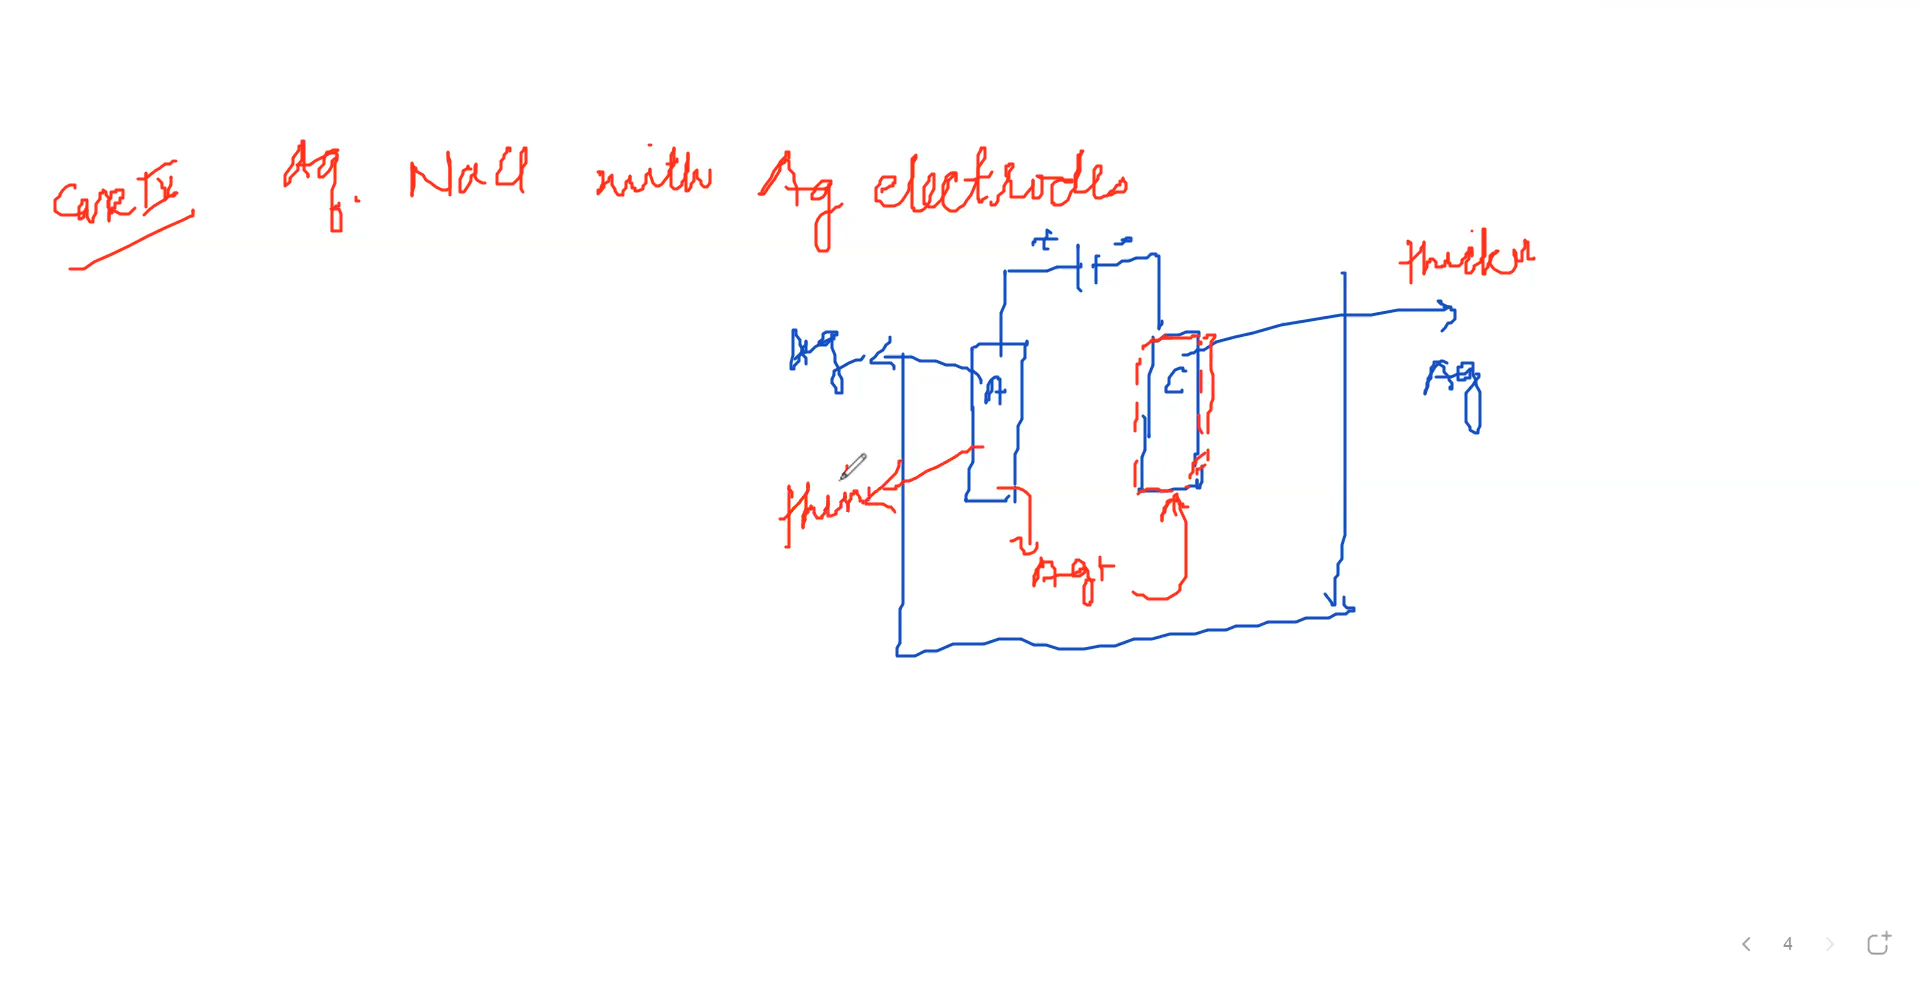 Case IV Aq. NaCl with Ag electrodes
+ -
thicker
Ag
A
C
Ag
thin
Ag+
4